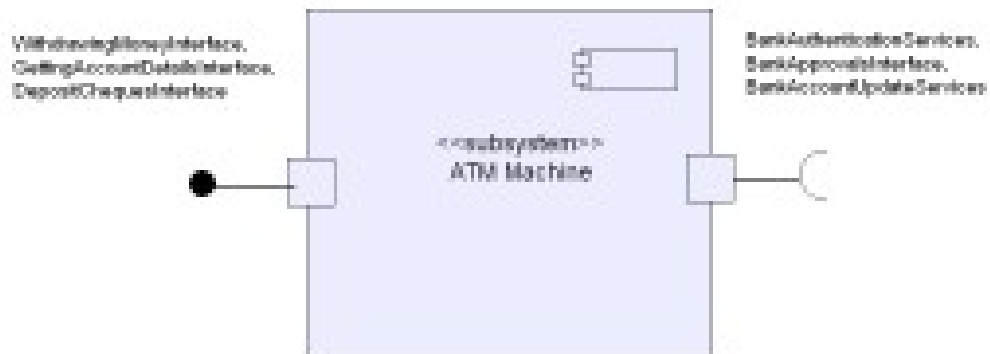 WithdrawingMoneyInterface,
GettingAccountDetailsInterface,
DepositChequesInterface
BankAuthenticationServices,
BankApprovalsInterface,
BankAccountUpdateServices
<<subsystem>>
ATM Machine